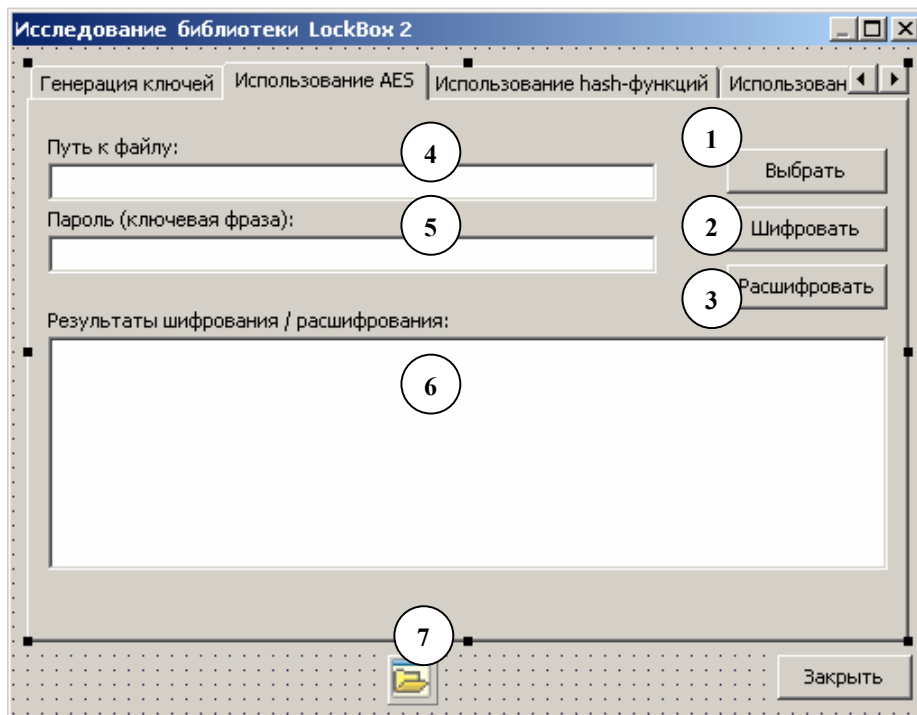 Исследование библиотеки LockBox 2
Генерация ключей Использование AES Использование hash-функций Использован
Путь к файлу:
4
1
Выбрать
Пароль (ключевая фраза):
5
2
Шифровать
3
Расшифровать
Результаты шифрования / расшифрования:
6
7
Закрыть